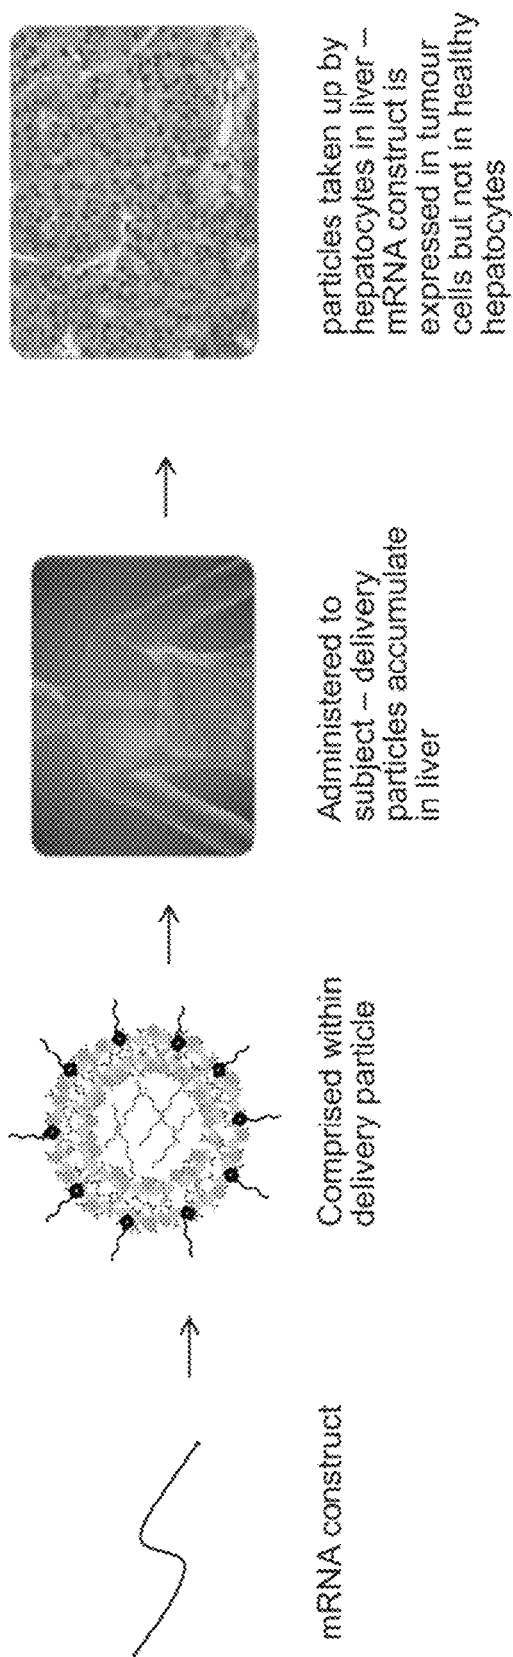 mRNA construct
Comprised within
delivery particle
Administered to
subject – delivery
particles accumulate
in liver
particles taken up by
hepatocytes in liver –
mRNA construct is
expressed in tumour
cells but not in healthy
hepatocytes